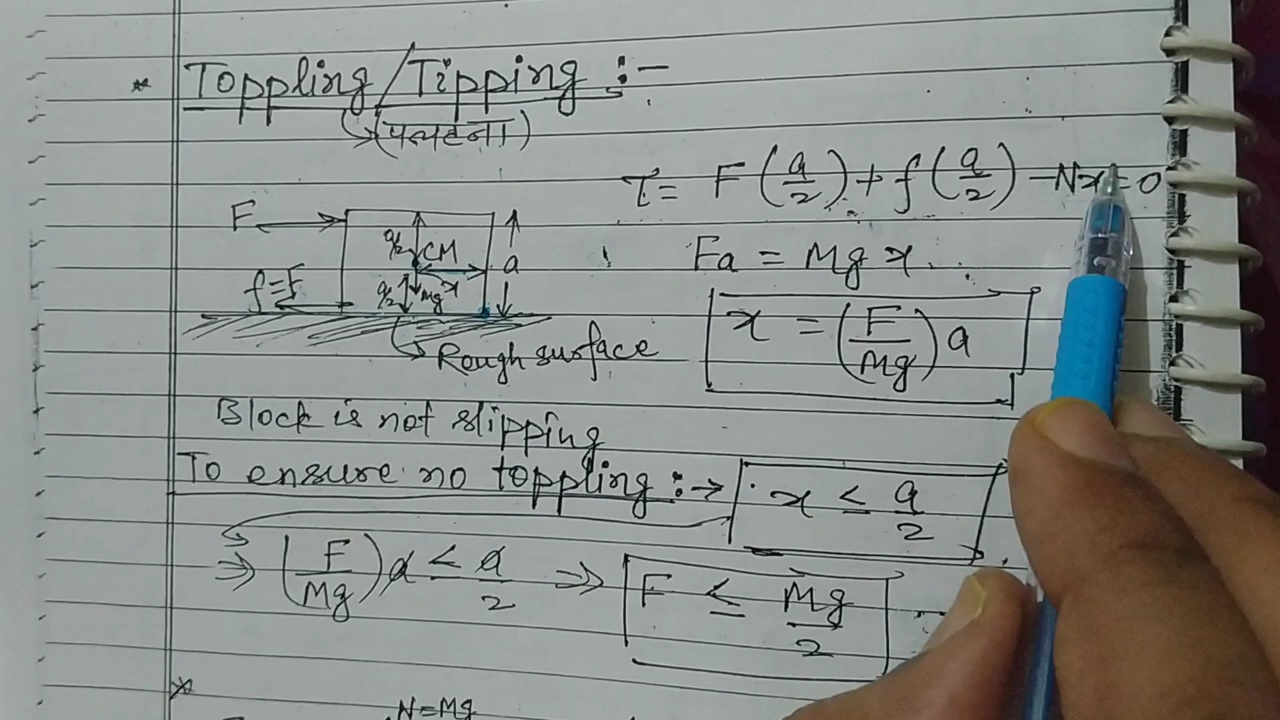 * Toppling/Tipping :-
(पलटना)
τ = F(a/2) + f(a/2) - Nx = 0
F a/2 CM a
Fa = Mg x
f=F a/2 Mg x
x = (F/Mg) a
Rough surface
Block is not slipping
To ensure no toppling :→ x ≤ a/2
⇒ (F/Mg) a ≤ a/2 ⇒ F ≤ Mg/2
*
N=Mg